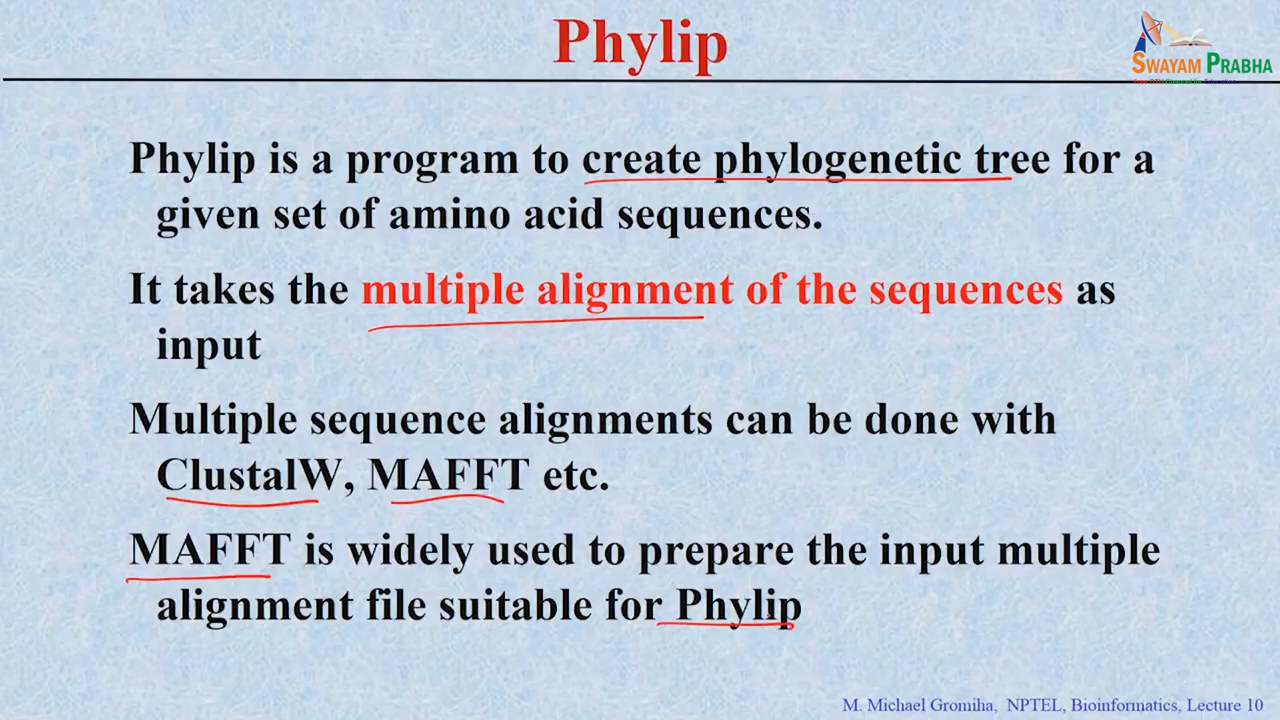 Phylip
SWAYAM PRABHA
Phylip is a program to create phylogenetic tree for a
given set of amino acid sequences.
It takes the multiple alignment of the sequences as
input
Multiple sequence alignments can be done with
ClustalW, MAFFT etc.
MAFFT is widely used to prepare the input multiple
alignment file suitable for Phylip
M. Michael Gromiha, NPTEL, Bioinformatics, Lecture 10